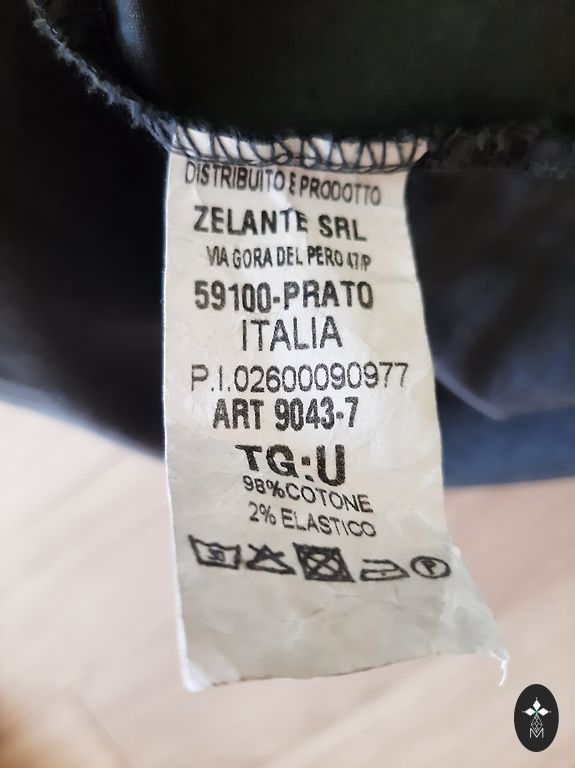 DISTRIBUITO E PRODOTTO
ZELANTE SRL
VIA GORA DEL PERO 47/P
59100-PRATO
ITALIA
P.I.02600090977
ART 9043-7
TG:U
98%COTONE
2% ELASTICO
P
M